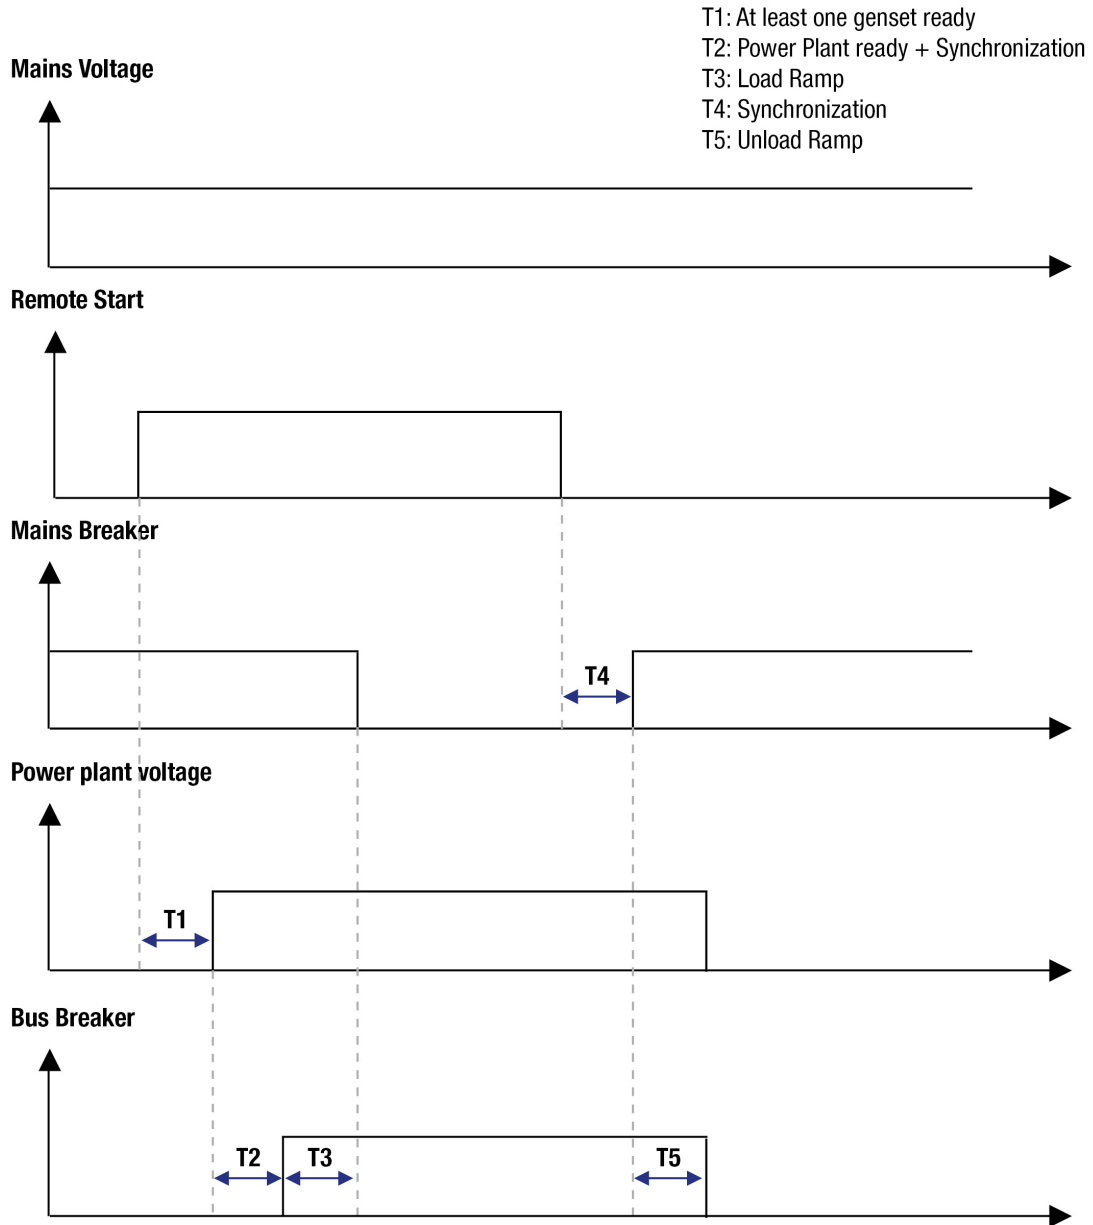 T1: At least one genset ready
T2: Power Plant ready + Synchronization
T3: Load Ramp
T4: Synchronization
T5: Unload Ramp
Mains Voltage
Remote Start
Mains Breaker
T4
Power plant voltage
T1
Bus Breaker
T2
T3
T5